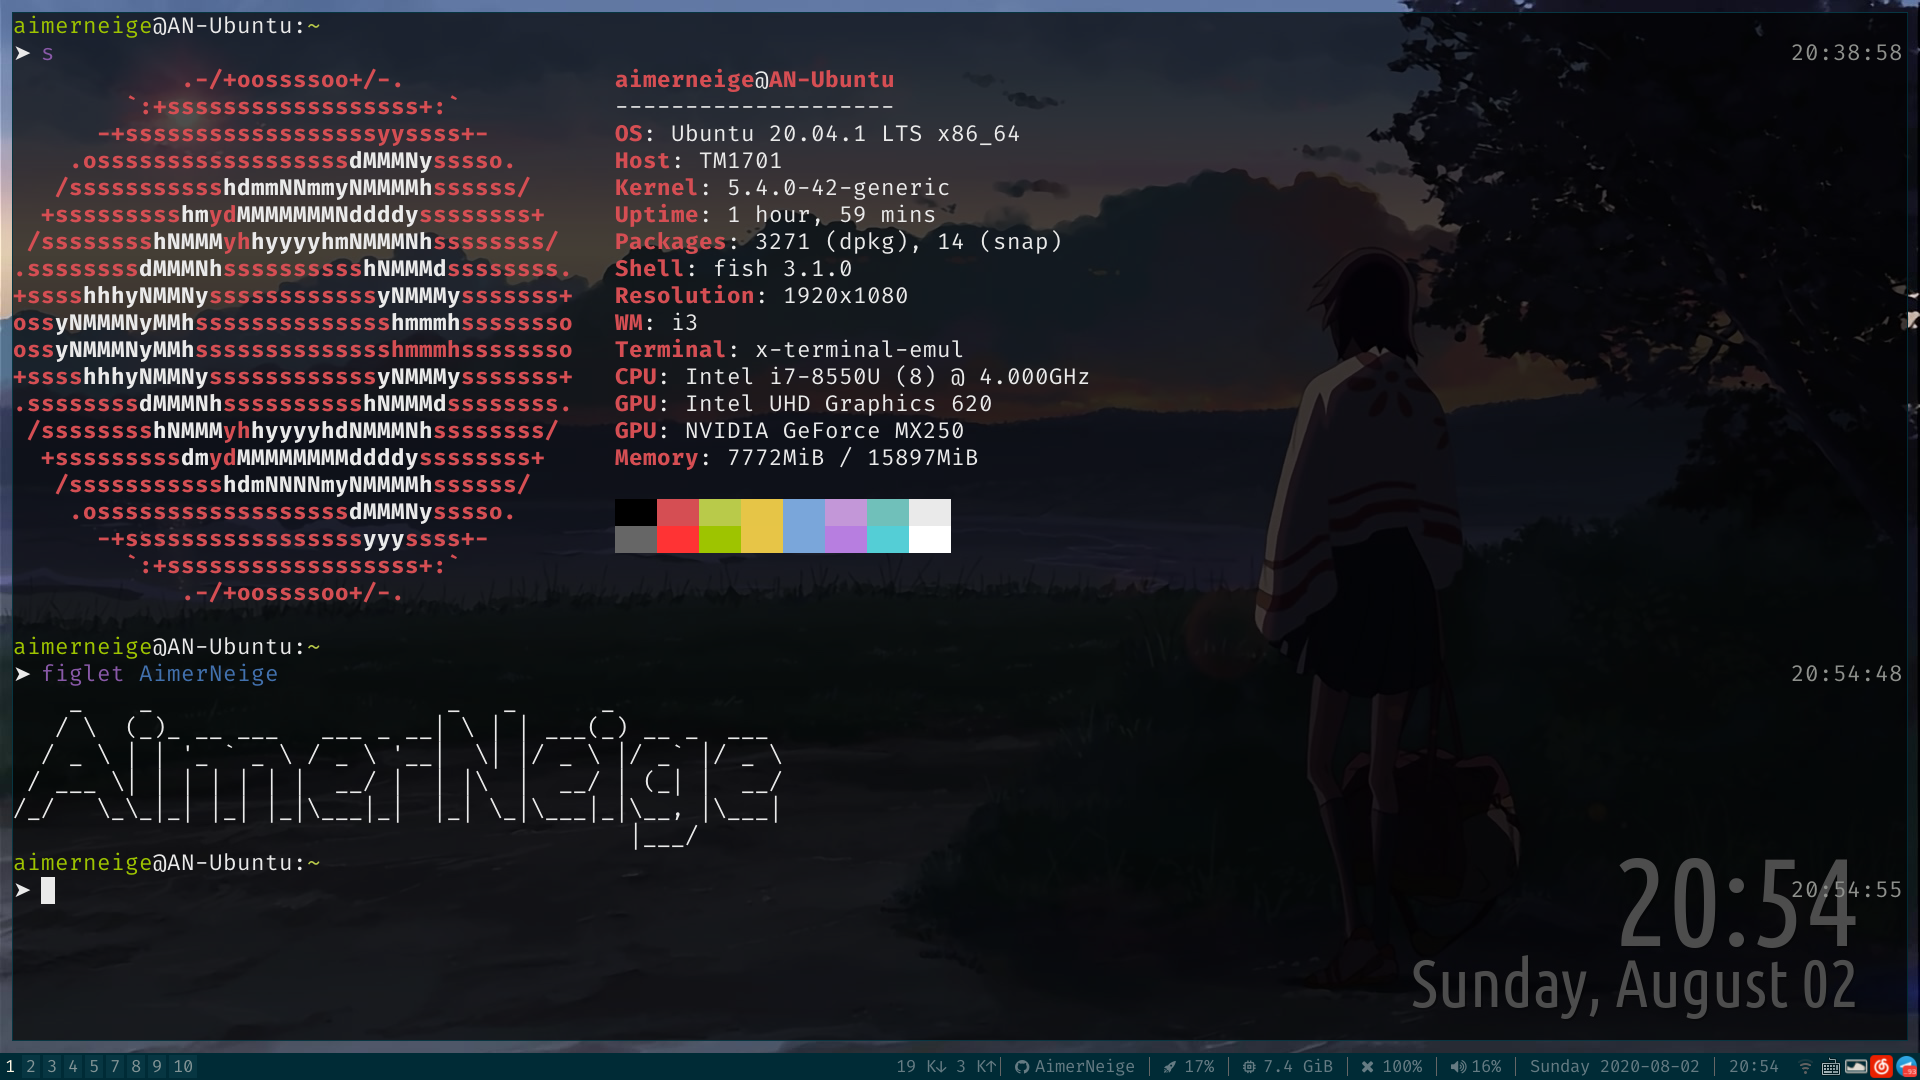 aimerneige@AN-Ubuntu:~
➤ s 20:38:58
.-/+oossssoo+/-.
`:+ssssssssssssssssss+:`
-+ssssssssssssssssssyyssss+-
.ossssssssssssssssssdMMMNysssso.
/ssssssssssshdmmNNmmyNMMMMhssssss/
+ssssssssshmydMMMMMMMNddddyssssssss+
/sssssssshNMMMyhhyyyyhmNMMMNhssssssss/
.ssssssssdMMMNhsssssssssshNMMMdssssssss.
+sssshhhyNMMNyssssssssssssyNMMMysssssss+
ossyNMMMNyMMhsssssssssssssshmmmhssssssso
ossyNMMMNyMMhsssssssssssssshmmmhssssssso
+sssshhhyNMMNyssssssssssssyNMMMysssssss+
.ssssssssdMMMNhsssssssssshNMMMdssssssss.
/sssssssshNMMMyhhyyyyhdNMMMNhssssssss/
+sssssssssdmydMMMMMMMMddddyssssssss+
/ssssssssssshdmNNNNmyNMMMMhssssss/
.ossssssssssssssssssdMMMNysssso.
-+sssssssssssssssssyyyssss+-
`:+ssssssssssssssssss+:`
.-/+oossssoo+/-.
aimerneige@AN-Ubuntu
--------------------
OS: Ubuntu 20.04.1 LTS x86_64
Host: TM1701
Kernel: 5.4.0-42-generic
Uptime: 1 hour, 59 mins
Packages: 3271 (dpkg), 14 (snap)
Shell: fish 3.1.0
Resolution: 1920x1080
WM: i3
Terminal: x-terminal-emul
CPU: Intel i7-8550U (8) @ 4.000GHz
GPU: Intel UHD Graphics 620
GPU: NVIDIA GeForce MX250
Memory: 7772MiB / 15897MiB
aimerneige@AN-Ubuntu:~
➤ figlet AimerNeige 20:54:48
AimerNeige
aimerneige@AN-Ubuntu:~
➤ 20:54:55
20:54
Sunday, August 02
1 2 3 4 5 7 8 9 10 19 K↓ 3 K↑| AimerNeige | 17% | 7.4 GiB | 100% | 16% | Sunday 2020-08-02 | 20:54